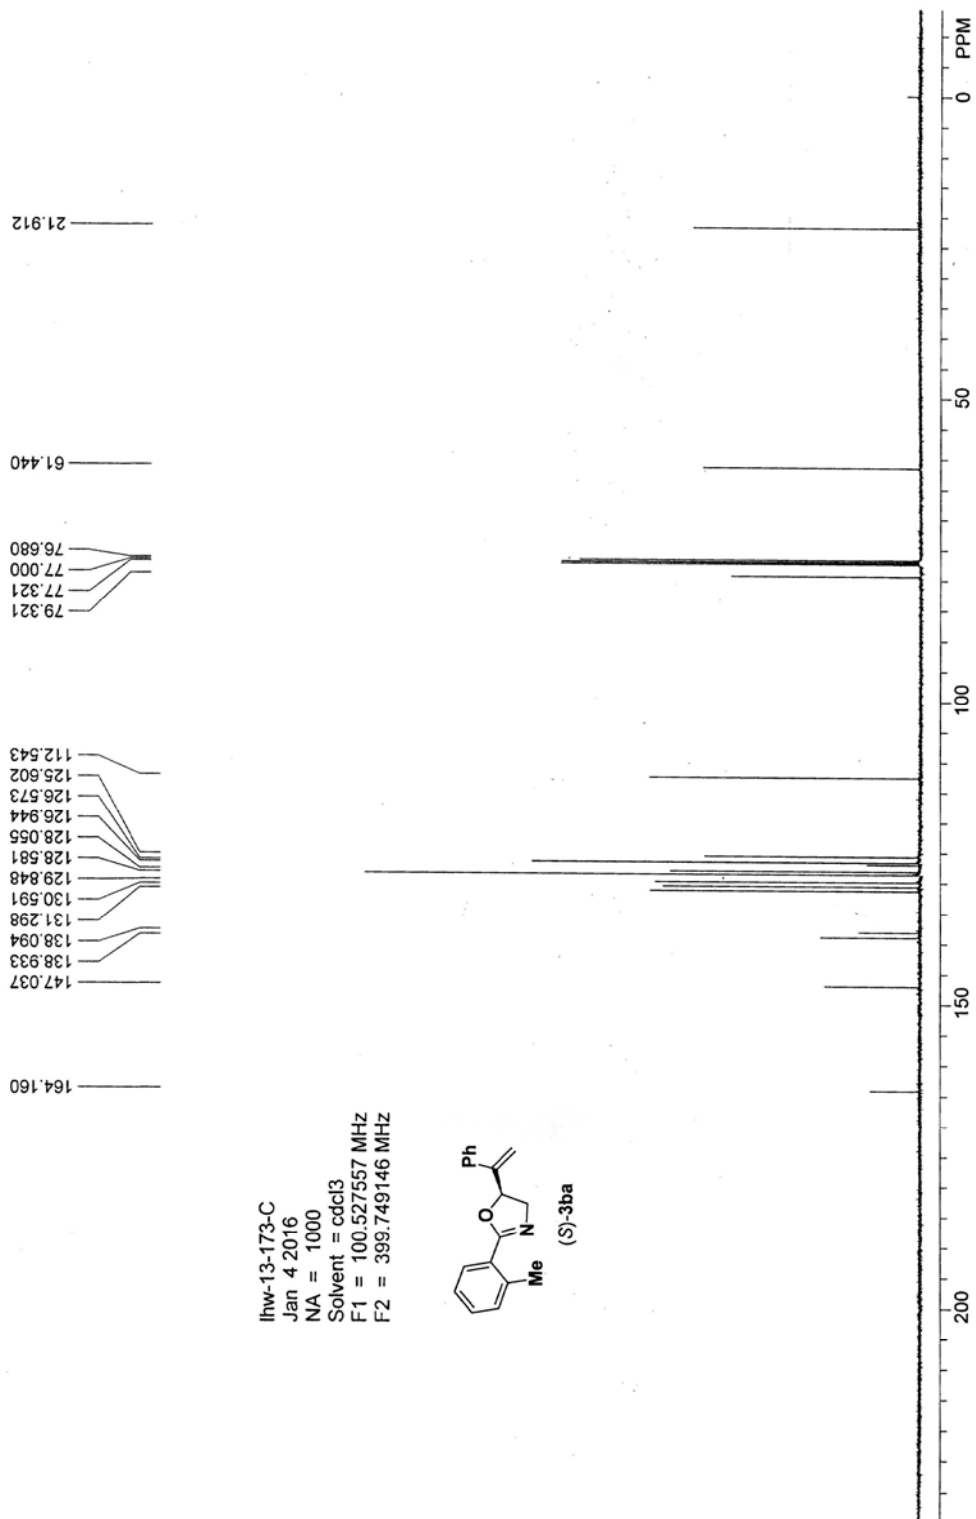 lhw-13-173-C
Jan 4 2016
NA = 1000
Solvent = cdcl3
F1 = 100.527557 MHz
F2 = 399.749146 MHz
Ph
O
N
Me
(S)-3ba
164.160
147.037
138.933
138.094
131.298
130.591
129.848
128.581
128.055
126.944
126.573
125.602
112.543
79.321
77.321
77.000
76.680
61.440
21.912
200
150
100
50
0
PPM